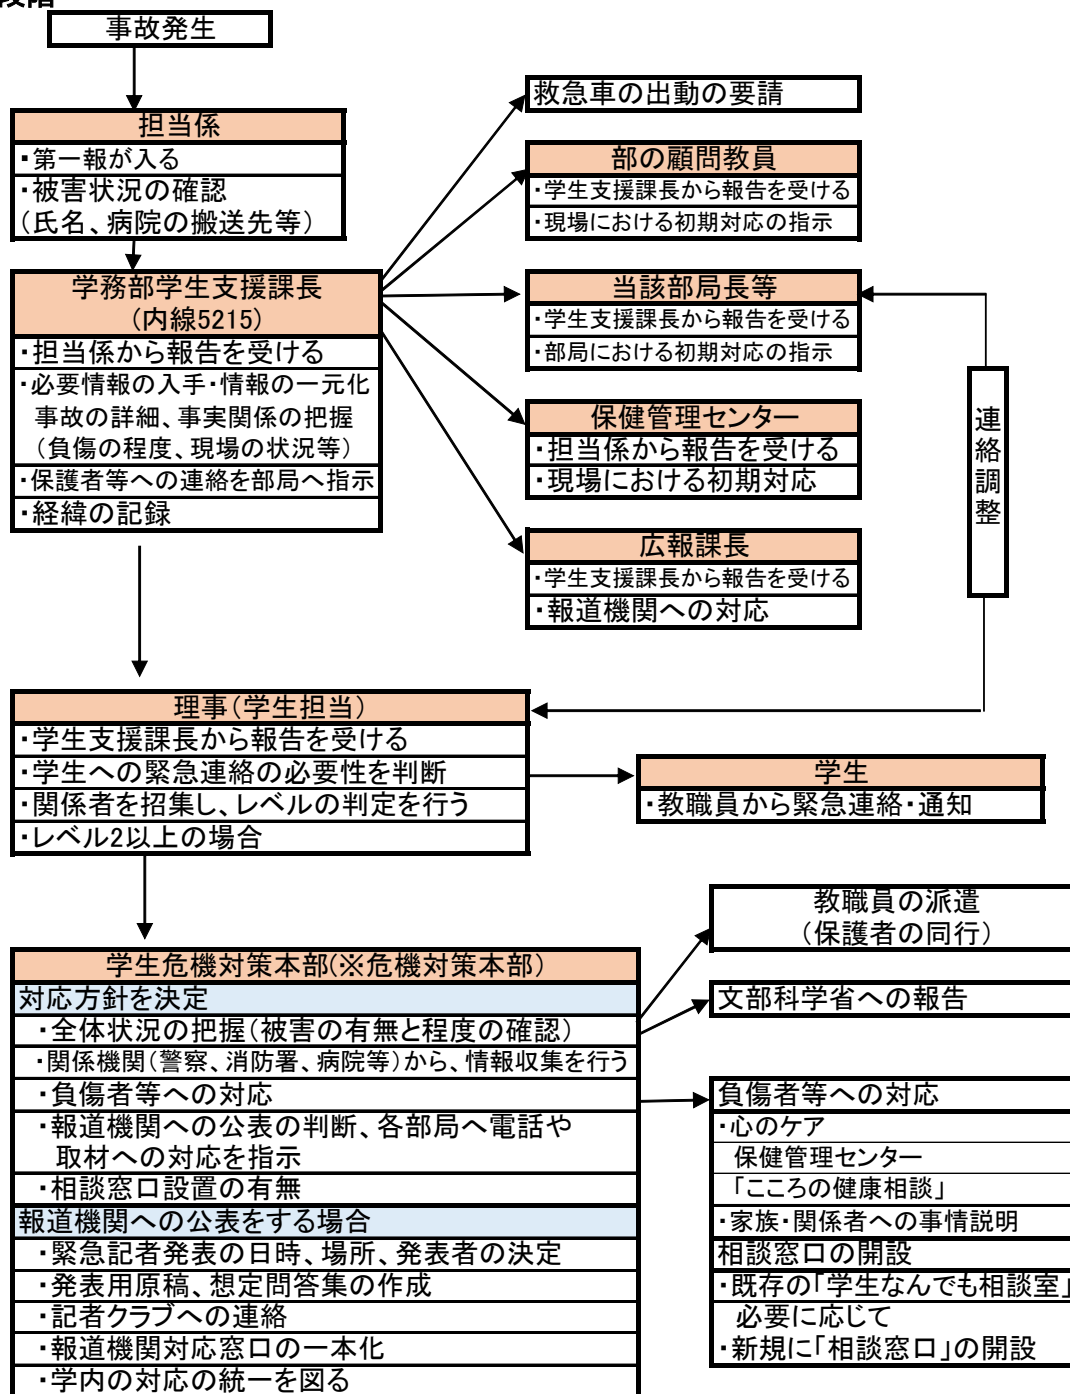 段階
事故発生
担当係
・第一報が入る
・被害状況の確認
(氏名、病院の搬送先等)
学務部学生支援課長
(内線5215)
・担当係から報告を受ける
・必要情報の入手・情報の一元化
事故の詳細、事実関係の把握
(負傷の程度、現場の状況等)
・保護者等への連絡を部局へ指示
・経緯の記録
救急車の出動の要請
部の顧問教員
・学生支援課長から報告を受ける
・現場における初期対応の指示
当該部局長等
・学生支援課長から報告を受ける
・部局における初期対応の指示
保健管理センター
・担当係から報告を受ける
・現場における初期対応
広報課長
・学生支援課長から報告を受ける
・報道機関への対応
連絡調整
理事(学生担当)
・学生支援課長から報告を受ける
・学生への緊急連絡の必要性を判断
・関係者を招集し、レベルの判定を行う
・レベル2以上の場合
学生
・教職員から緊急連絡・通知
学生危機対策本部(※危機対策本部)
対応方針を決定
・全体状況の把握(被害の有無と程度の確認)
・関係機関(警察、消防署、病院等)から、情報収集を行う
・負傷者等への対応
・報道機関への公表の判断、各部局へ電話や
取材への対応を指示
・相談窓口設置の有無
報道機関への公表をする場合
・緊急記者発表の日時、場所、発表者の決定
・発表用原稿、想定問答集の作成
・記者クラブへの連絡
・報道機関対応窓口の一本化
・学内の対応の統一を図る
教職員の派遣
(保護者の同行)
文部科学省への報告
負傷者等への対応
・心のケア
保健管理センター
「こころの健康相談」
・家族・関係者への事情説明
相談窓口の開設
・既存の「学生なんでも相談室」
必要に応じて
・新規に「相談窓口」の開設